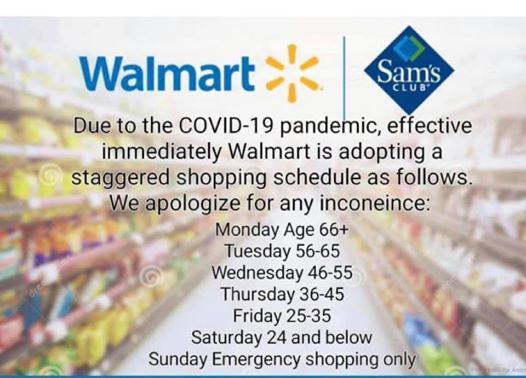 Walmart
Sam's
CLUB
Due to the COVID-19 pandemic, effective
immediately Walmart is adopting a
staggered shopping schedule as follows.
We apologize for any inconeince:
Monday Age 66+
Tuesday 56-65
Wednesday 46-55
Thursday 36-45
Friday 25-35
Saturday 24 and below
Sunday Emergency shopping only